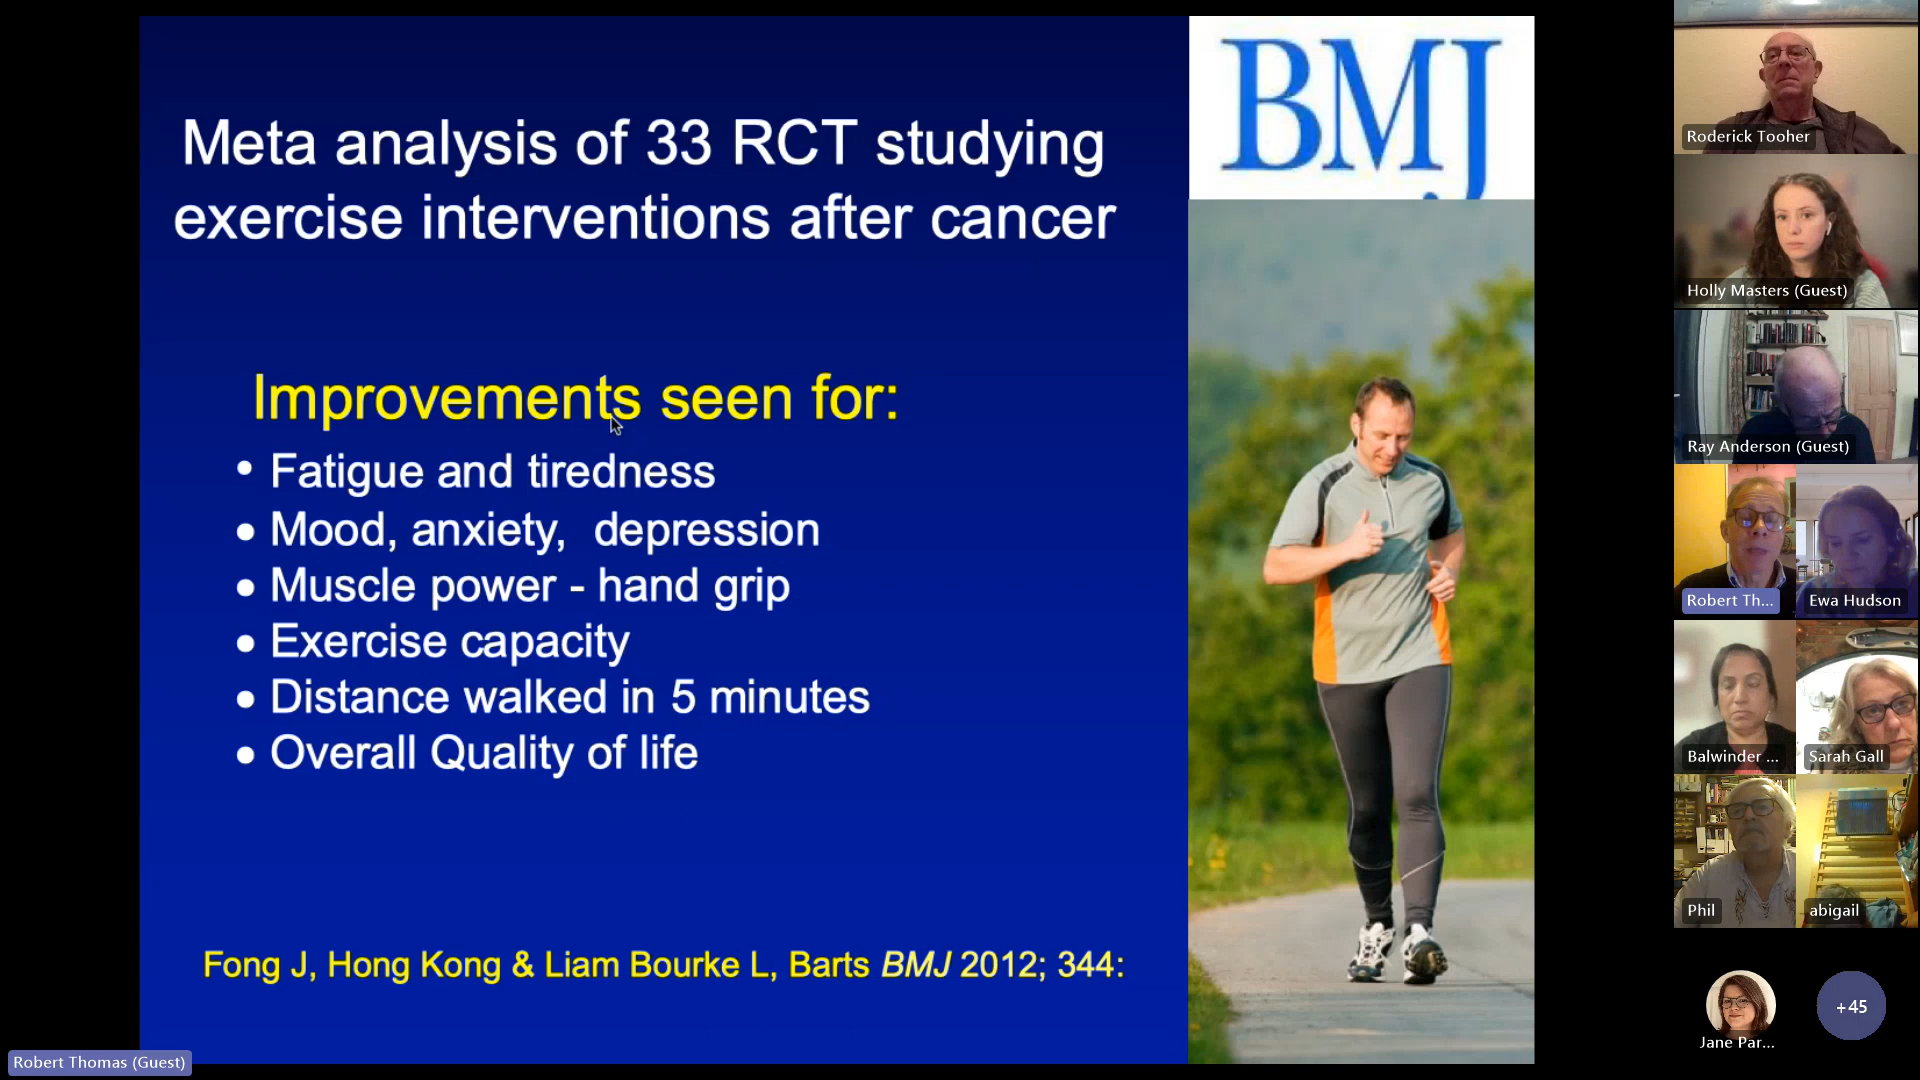 BMJ
Meta analysis of 33 RCT studying
exercise interventions after cancer
Improvements seen for:
• Fatigue and tiredness
• Mood, anxiety,  depression
• Muscle power - hand grip
• Exercise capacity
• Distance walked in 5 minutes
• Overall Quality of life
Fong J, Hong Kong & Liam Bourke L, Barts BMJ 2012; 344:
Robert Thomas (Guest)
Roderick Tooher
Holly Masters (Guest)
Ray Anderson (Guest)
Robert Th...
Ewa Hudson
Balwinder ...
Sarah Gall
Phil
abigail
Jane Par...
+45